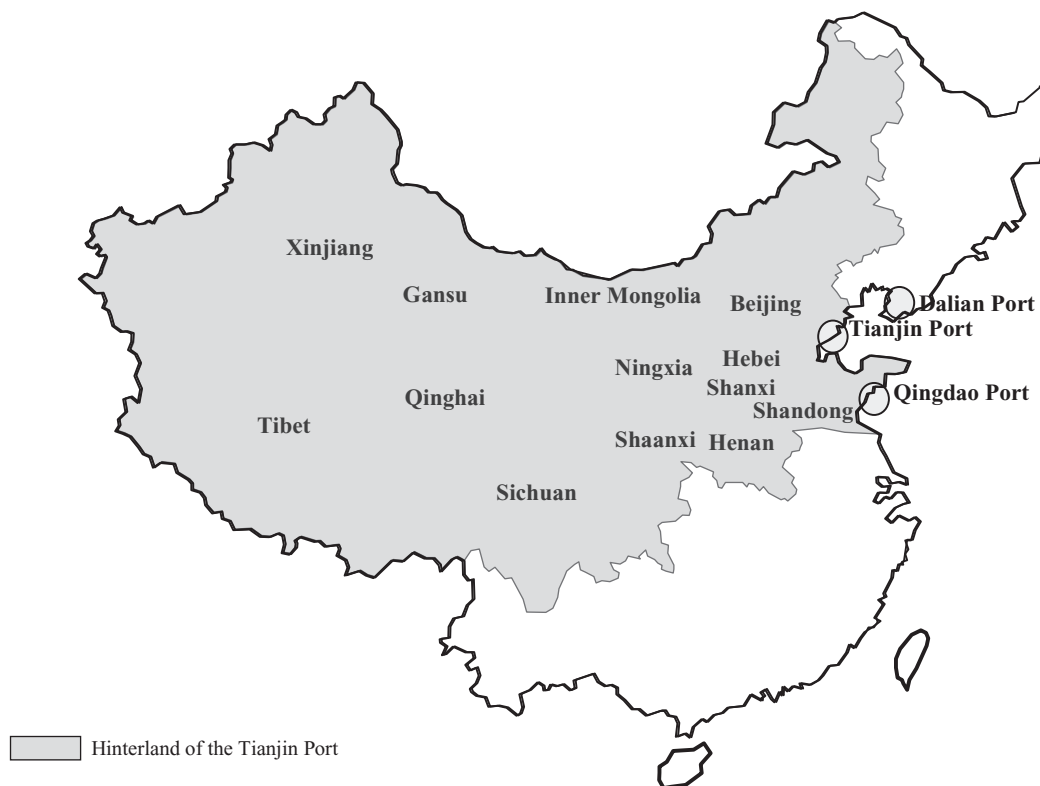 Xinjiang
Gansu
Inner Mongolia
Beijing
Dalian Port
Tianjin Port
Ningxia
Hebei
Shanxi
Qinghai
Qingdao Port
Shandong
Tibet
Shaanxi
Henan
Sichuan
Hinterland of the Tianjin Port